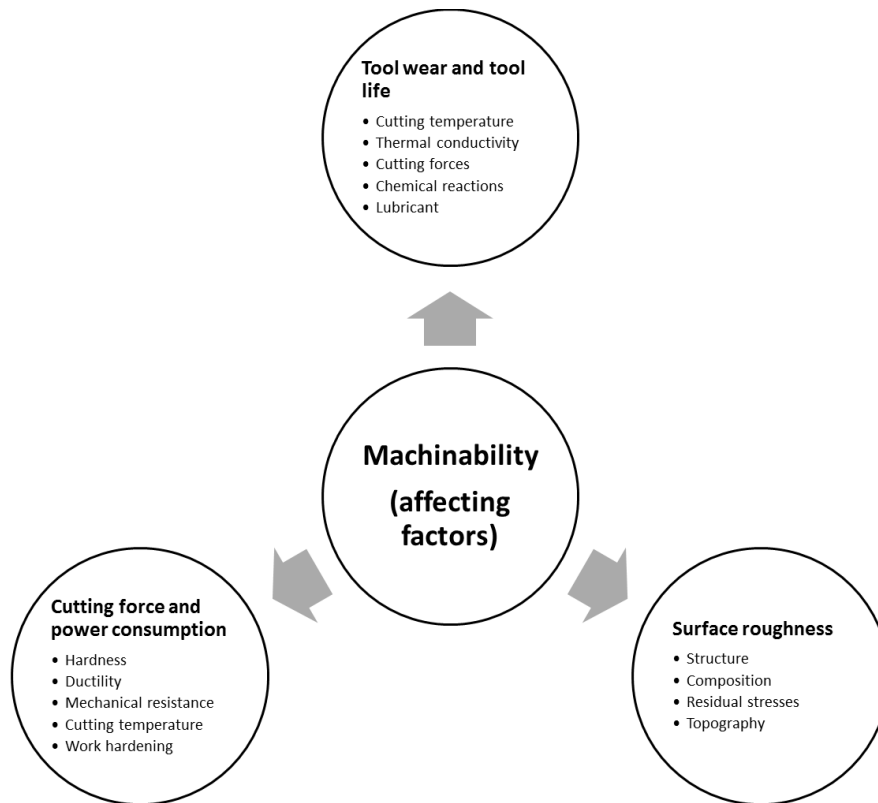 Tool wear and tool
life
• Cutting temperature
• Thermal conductivity
• Cutting forces
• Chemical reactions
• Lubricant
Machinability
(affecting
factors)
Cutting force and
power consumption
• Hardness
• Ductility
• Mechanical resistance
• Cutting temperature
• Work hardening
Surface roughness
• Structure
• Composition
• Residual stresses
• Topography